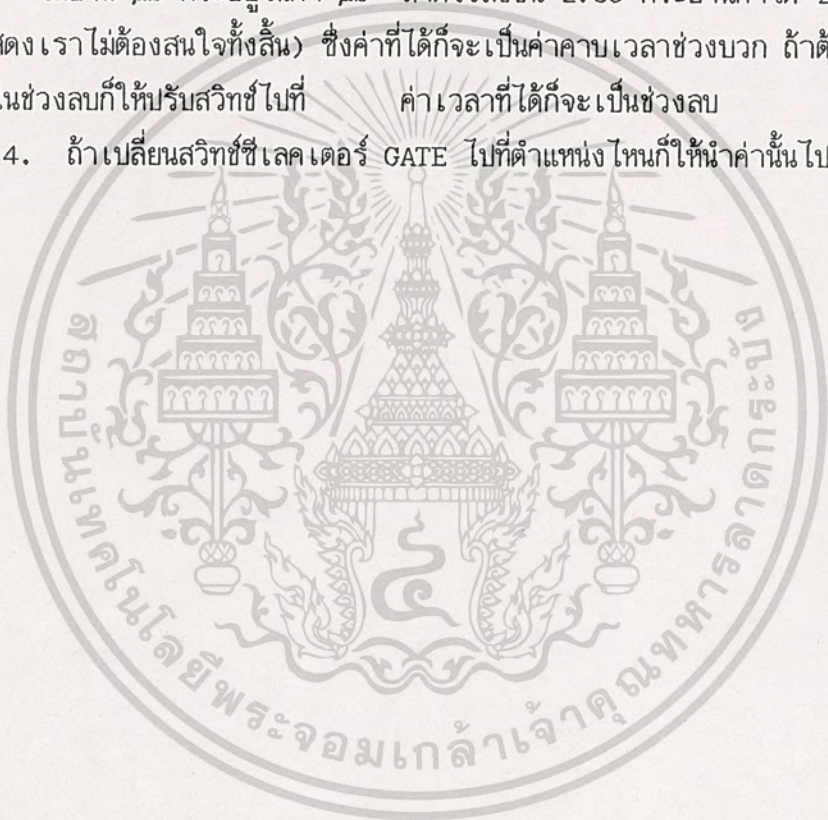 แสดงเราไม่ต้องสนใจทั้งสิ้น) ซึ่งค่าที่ได้ก็จะเป็นค่าคาบเวลาช่วงบวก ถ้าต้
ในช่วงลบก็ให้ปรับสวิทช์ไปที่ ค่าเวลาที่ได้ก็จะเป็นช่วงลบ
4. ถ้าเปลี่ยนสวิทช์ซีเลคเตอร์ GATE ไปที่ตำแหน่งไหนก็ให้นำค่านั้นไป
สถาบันเทคโนโลยีพระจอมเกล้าเจ้าคุณทหารลาดกระบัง